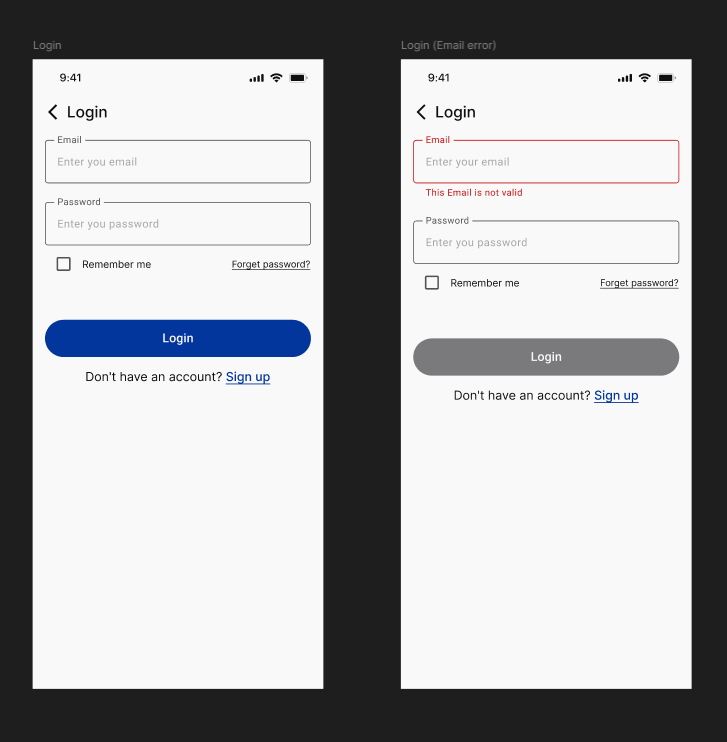 Login
9:41
Login
Email
Enter you email
Password
Enter you password
Remember me
Forget password?
Login
Don't have an account? Sign up
Login (Email error)
9:41
Login
Email
Enter your email
This Email is not valid
Password
Enter you password
Remember me
Forget password?
Login
Don't have an account? Sign up